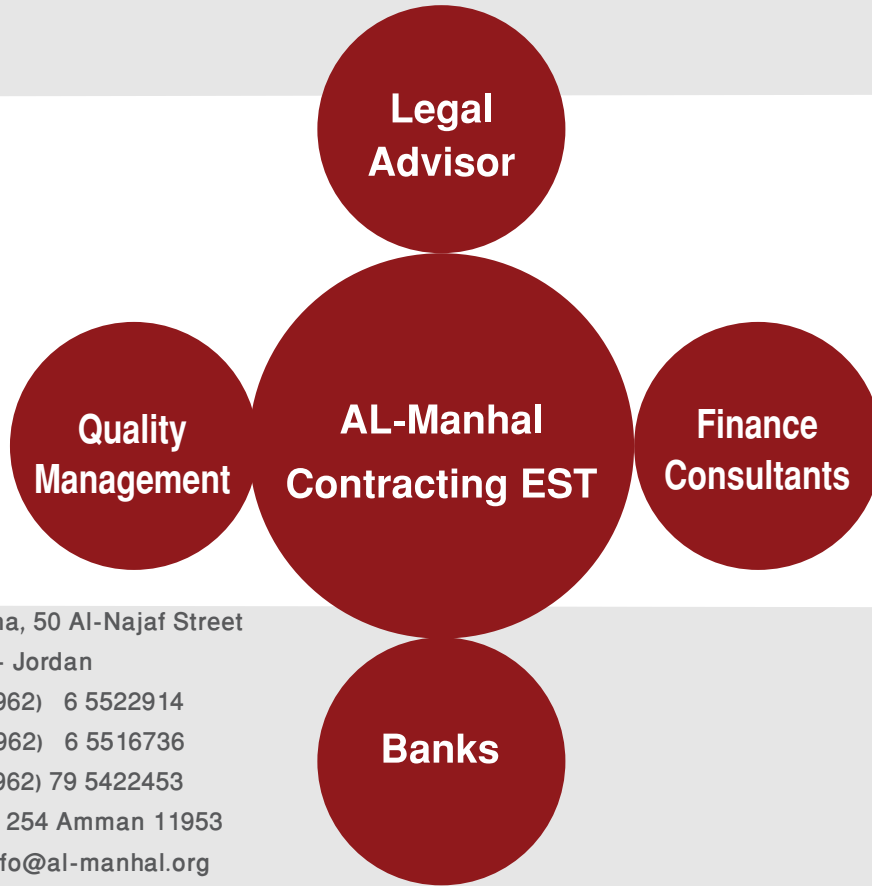 Legal
Advisor
Quality
Management
AL-Manhal
Contracting EST
Finance
Consultants
Banks
50 Al-Najaf Street
- Jordan
962) 6 5522914
962) 6 5516736
962) 79 5422453
254 Amman 11953
fo@al-manhal.org